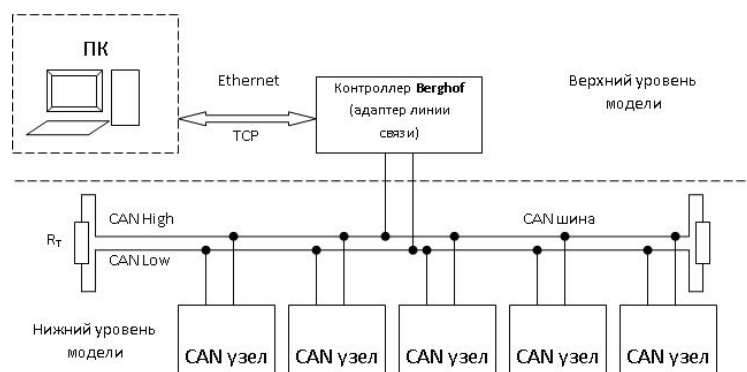 ПК
Ethernet
TCP
Контроллер Berghof
(адаптер линии
связи)
Верхний уровень
модели
CAN High
CAN шина
Rт
CAN Low
Нижний уровень
модели
CAN узел
CAN узел
CAN узел
CAN узел
CAN узел